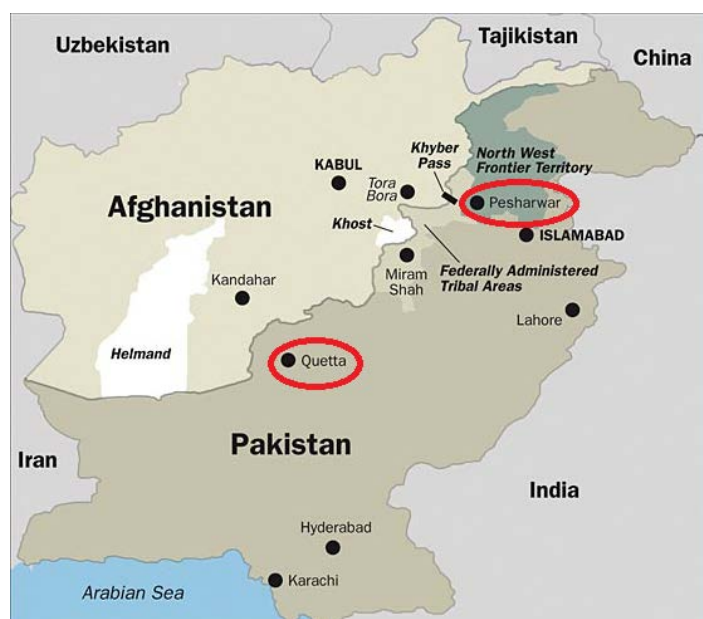 Uzbekistan
Tajikistan
China
Khyber
Pass
North West
Frontier Territory
KABUL
Tora
Bora
Pesharwar
Afghanistan
Khost
ISLAMABAD
Kandahar
Miram
Shah
Federally Administered
Tribal Areas
Lahore
Helmand
Quetta
Pakistan
Iran
India
Hyderabad
Karachi
Arabian Sea